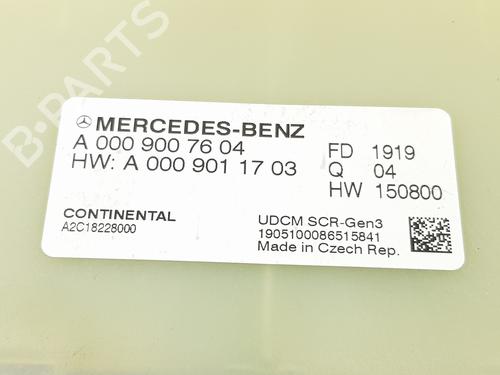 B-PARTS
MERCEDES-BENZ
A 000 900 76 04
HW: A 000 901 17 03
FD 1919
Q 04
HW 150800
CONTINENTAL
A2C18228000
UDCM SCR-Gen3
1905100086515841
Made in Czech Rep.